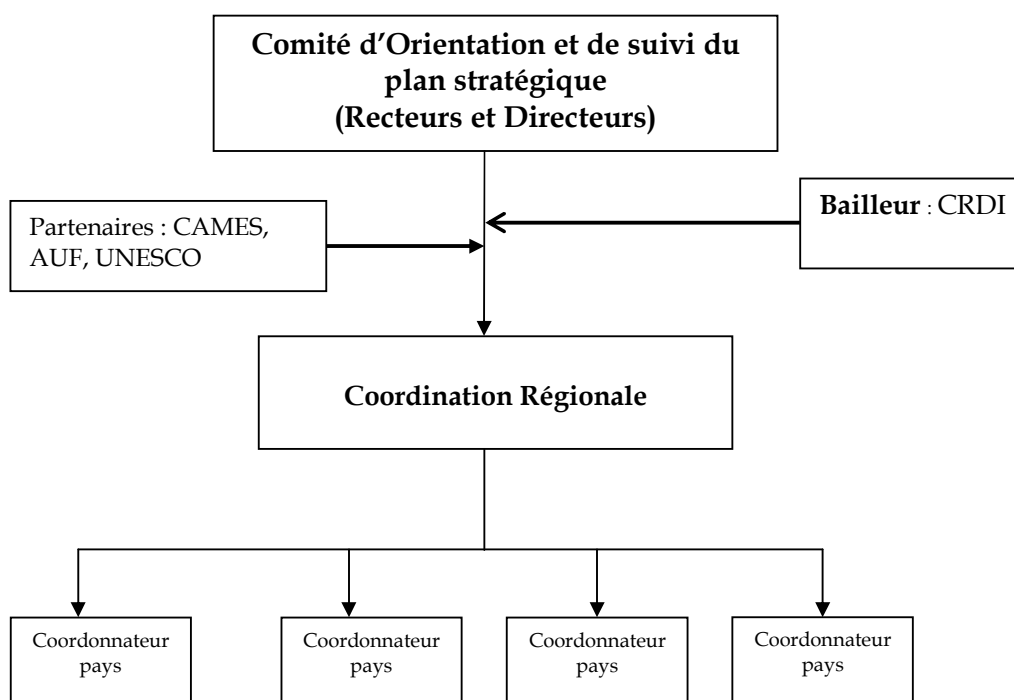 Comité d’Orientation et de suivi du
plan stratégique
(Recteurs et Directeurs)
Partenaires : CAMES,
AUF, UNESCO
Bailleur : CRDI
Coordination Régionale
Coordonnateur
pays
Coordonnateur
pays
Coordonnateur
pays
Coordonnateur
pays